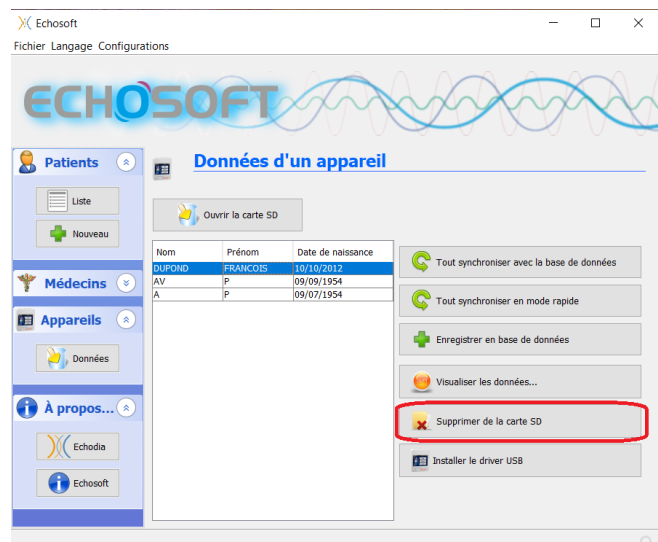 Echosoft
Fichier Langage Configurations
ECHOSOFT
Patients
Liste
Nouveau
Médecins
Appareils
Données
À propos...
Echodia
Echosoft
Données d'un appareil
Ouvrir la carte SD
Nom Prénom Date de naissance
DUPOND FRANCOIS 10/10/2012
AV P 09/09/1954
A P 09/07/1954
Tout synchroniser avec la base de données
Tout synchroniser en mode rapide
Enregistrer en base de données
Visualiser les données...
Supprimer de la carte SD
Installer le driver USB